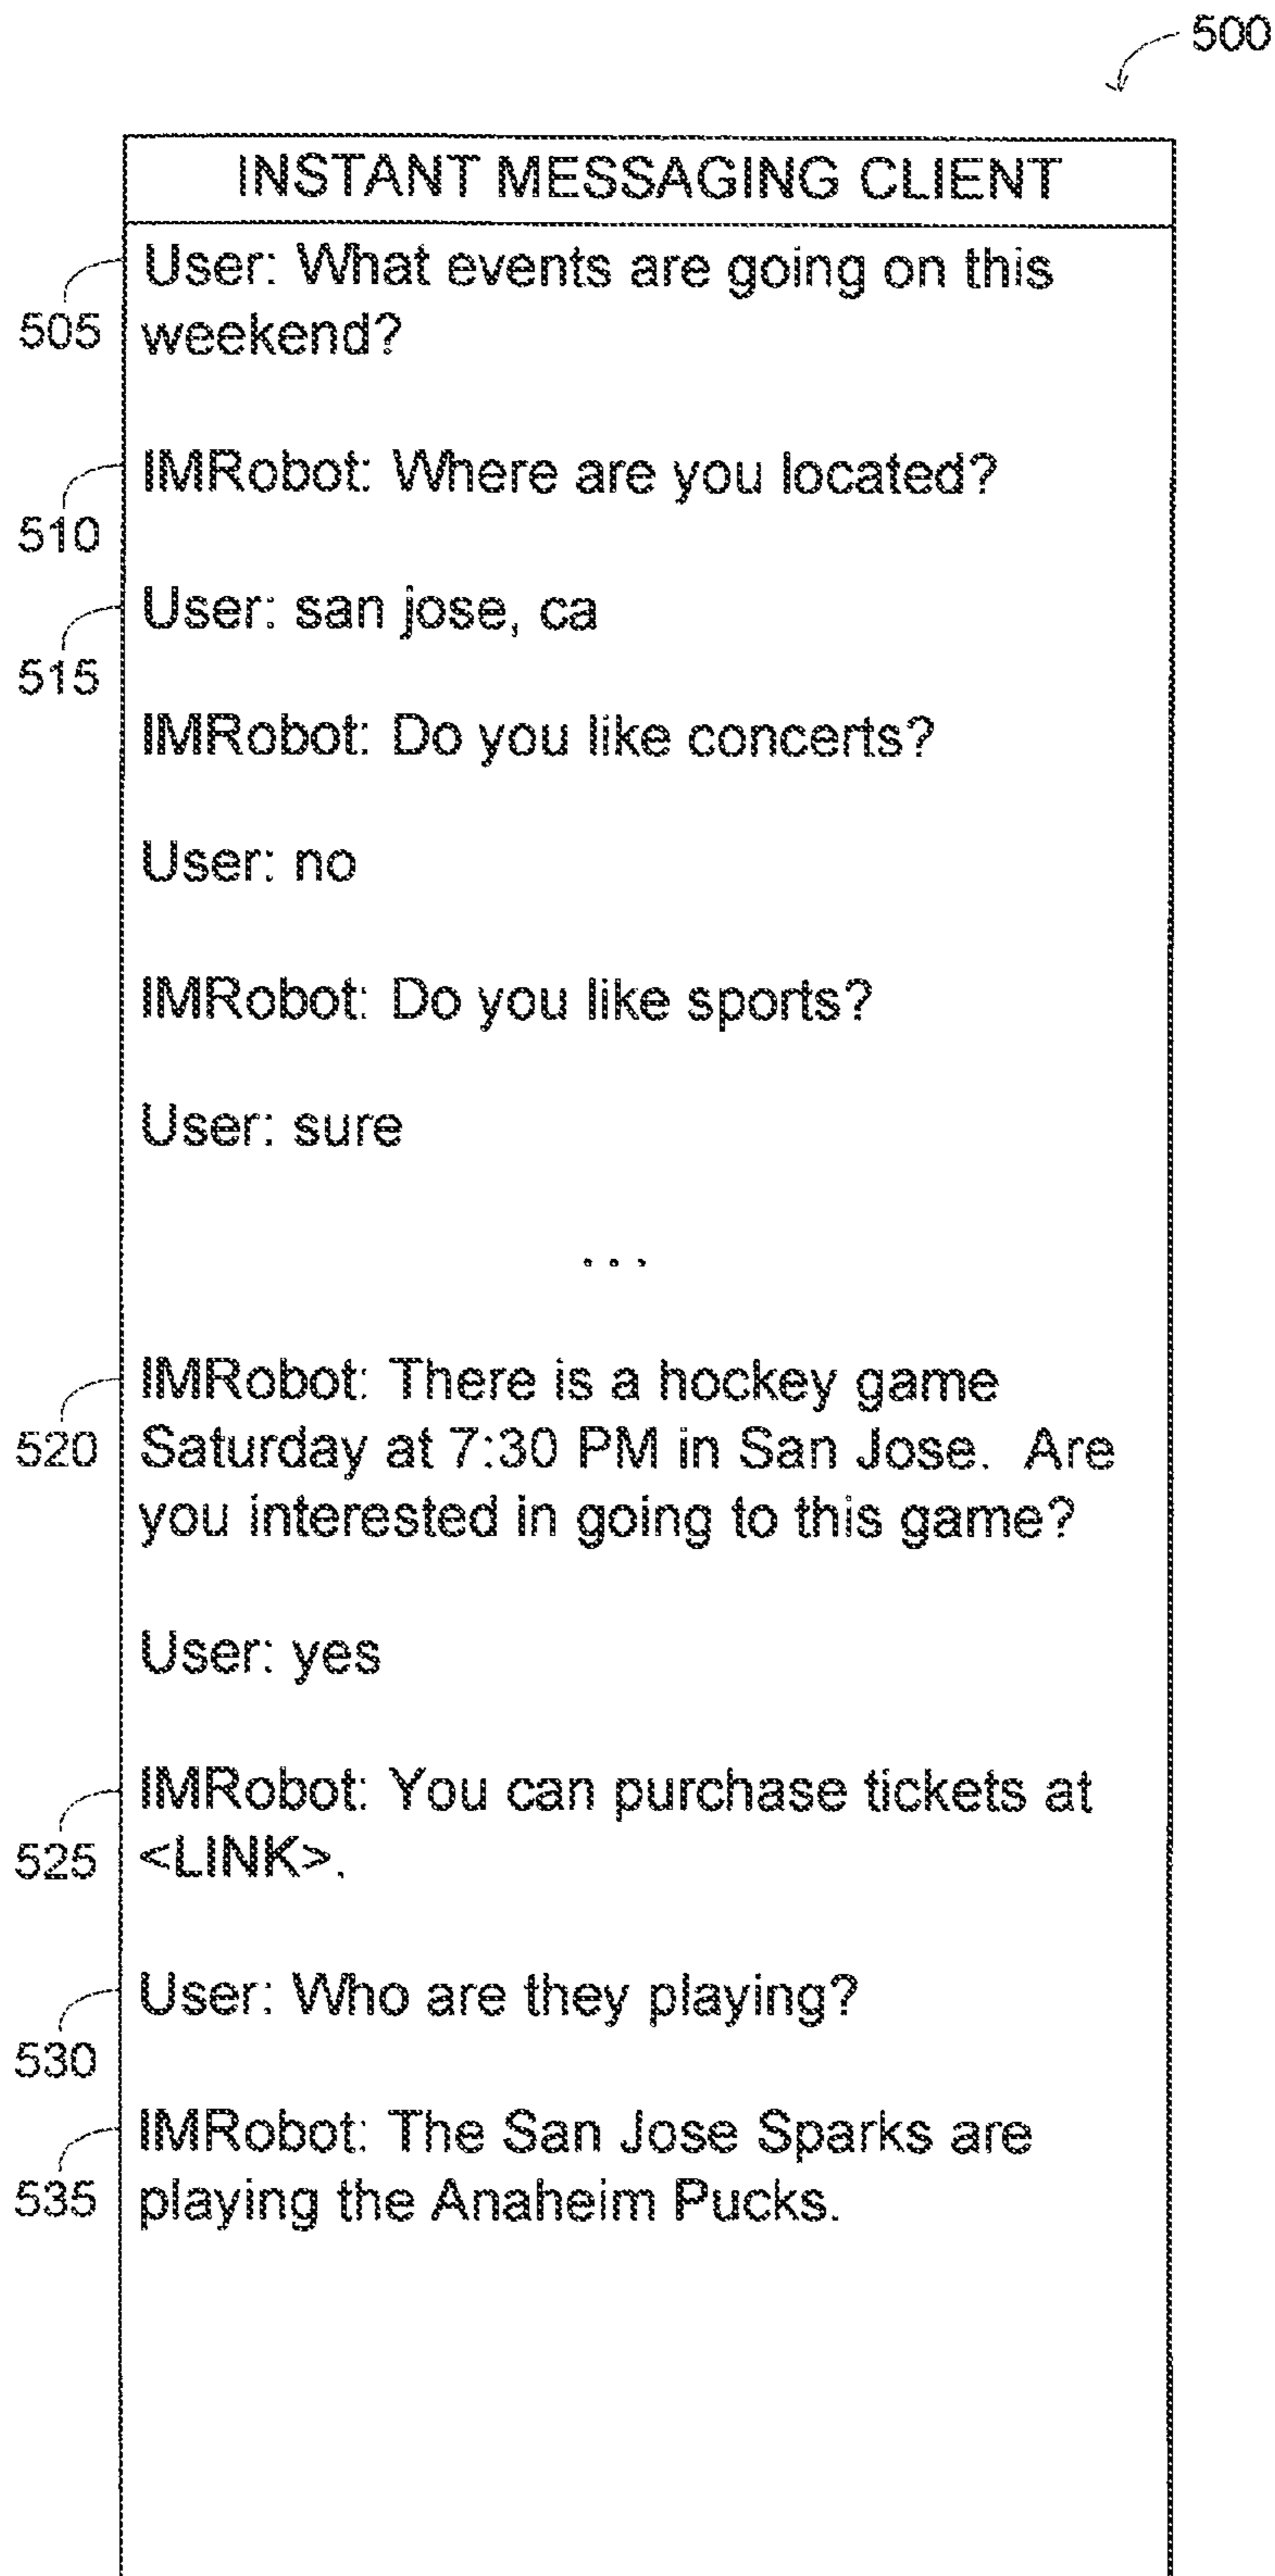 500
INSTANT MESSAGING CLIENT
505
User: What events are going on this
weekend?
510
IMRobot: Where are you located?
515
User: san jose, ca
IMRobot: Do you like concerts?
User: no
IMRobot: Do you like sports?
User: sure
...
520
IMRobot: There is a hockey game
Saturday at 7:30 PM in San Jose. Are
you interested in going to this game?
User: yes
525
IMRobot: You can purchase tickets at
<LINK>.
530
User: Who are they playing?
535
IMRobot: The San Jose Sparks are
playing the Anaheim Pucks.